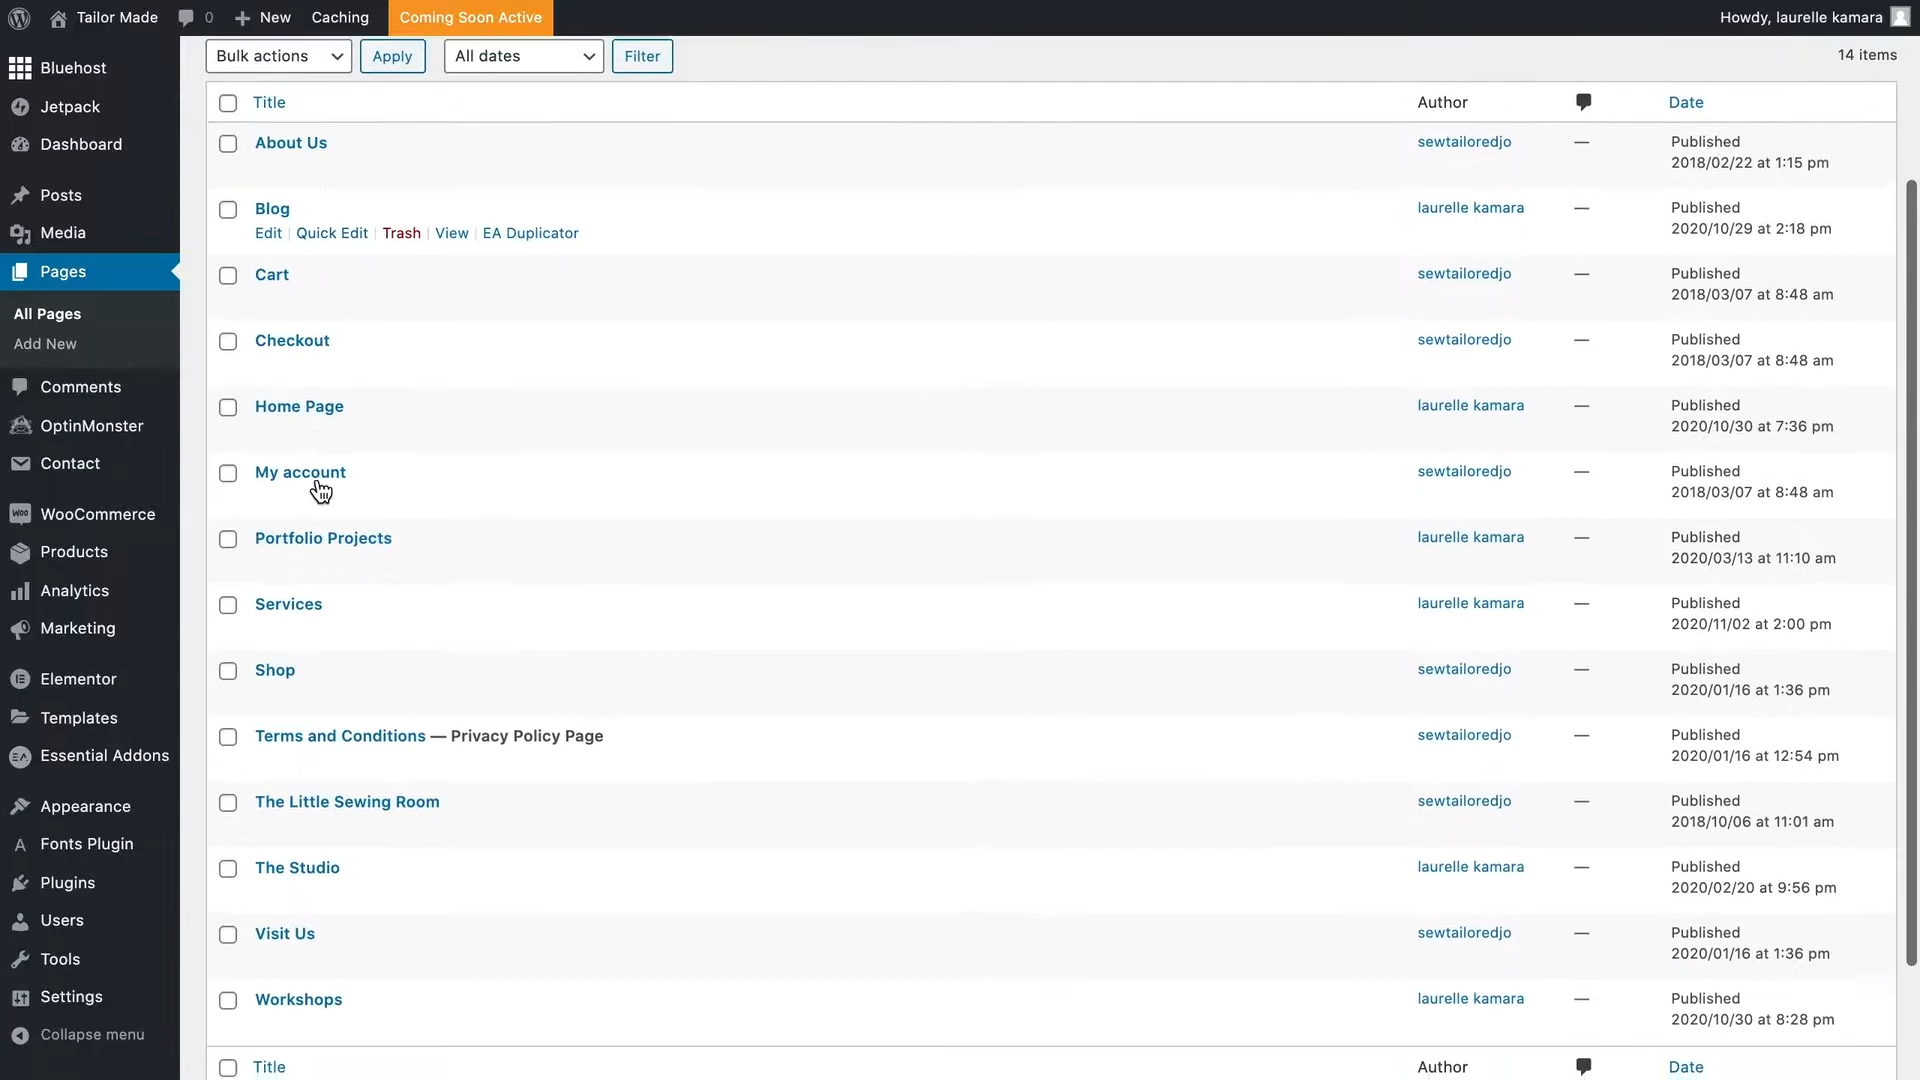 Tailor Made 0 New Caching Coming Soon Active Howdy, laurelle kamara
Bluehost
Jetpack
Dashboard
Posts
Media
Pages
All Pages
Add New
Comments
OptinMonster
Contact
WooCommerce
Products
Analytics
Marketing
Elementor
Templates
Essential Addons
Appearance
Fonts Plugin
Plugins
Users
Tools
Settings
Collapse menu
Bulk actions Apply All dates Filter 14 items
Title Author Date
About Us sewtailoredjo — Published
2018/02/22 at 1:15 pm
Blog laurelle kamara — Published
Edit | Quick Edit | Trash | View | EA Duplicator 2020/10/29 at 2:18 pm
Cart sewtailoredjo — Published
2018/03/07 at 8:48 am
Checkout sewtailoredjo — Published
2018/03/07 at 8:48 am
Home Page laurelle kamara — Published
2020/10/30 at 7:36 pm
My account sewtailoredjo — Published
2018/03/07 at 8:48 am
Portfolio Projects laurelle kamara — Published
2020/03/13 at 11:10 am
Services laurelle kamara — Published
2020/11/02 at 2:00 pm
Shop sewtailoredjo — Published
2020/01/16 at 1:36 pm
Terms and Conditions — Privacy Policy Page sewtailoredjo — Published
2020/01/16 at 12:54 pm
The Little Sewing Room sewtailoredjo — Published
2018/10/06 at 11:01 am
The Studio laurelle kamara — Published
2020/02/20 at 9:56 pm
Visit Us sewtailoredjo — Published
2020/01/16 at 1:36 pm
Workshops laurelle kamara — Published
2020/10/30 at 8:28 pm
Title Author Date